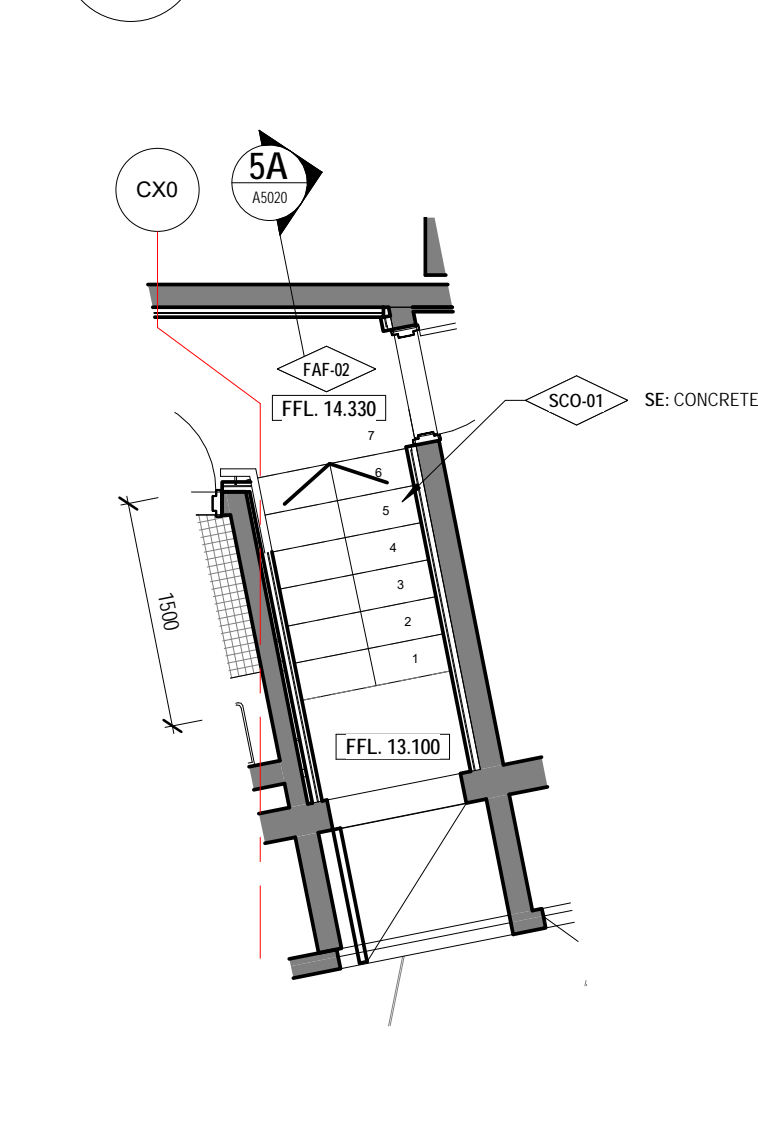 5A
A5020
CX0
FAF-02
FFL. 14.330
SCO-01
SE: CONCRETE
7
6
5
4
3
2
1
1500
FFL. 13.100